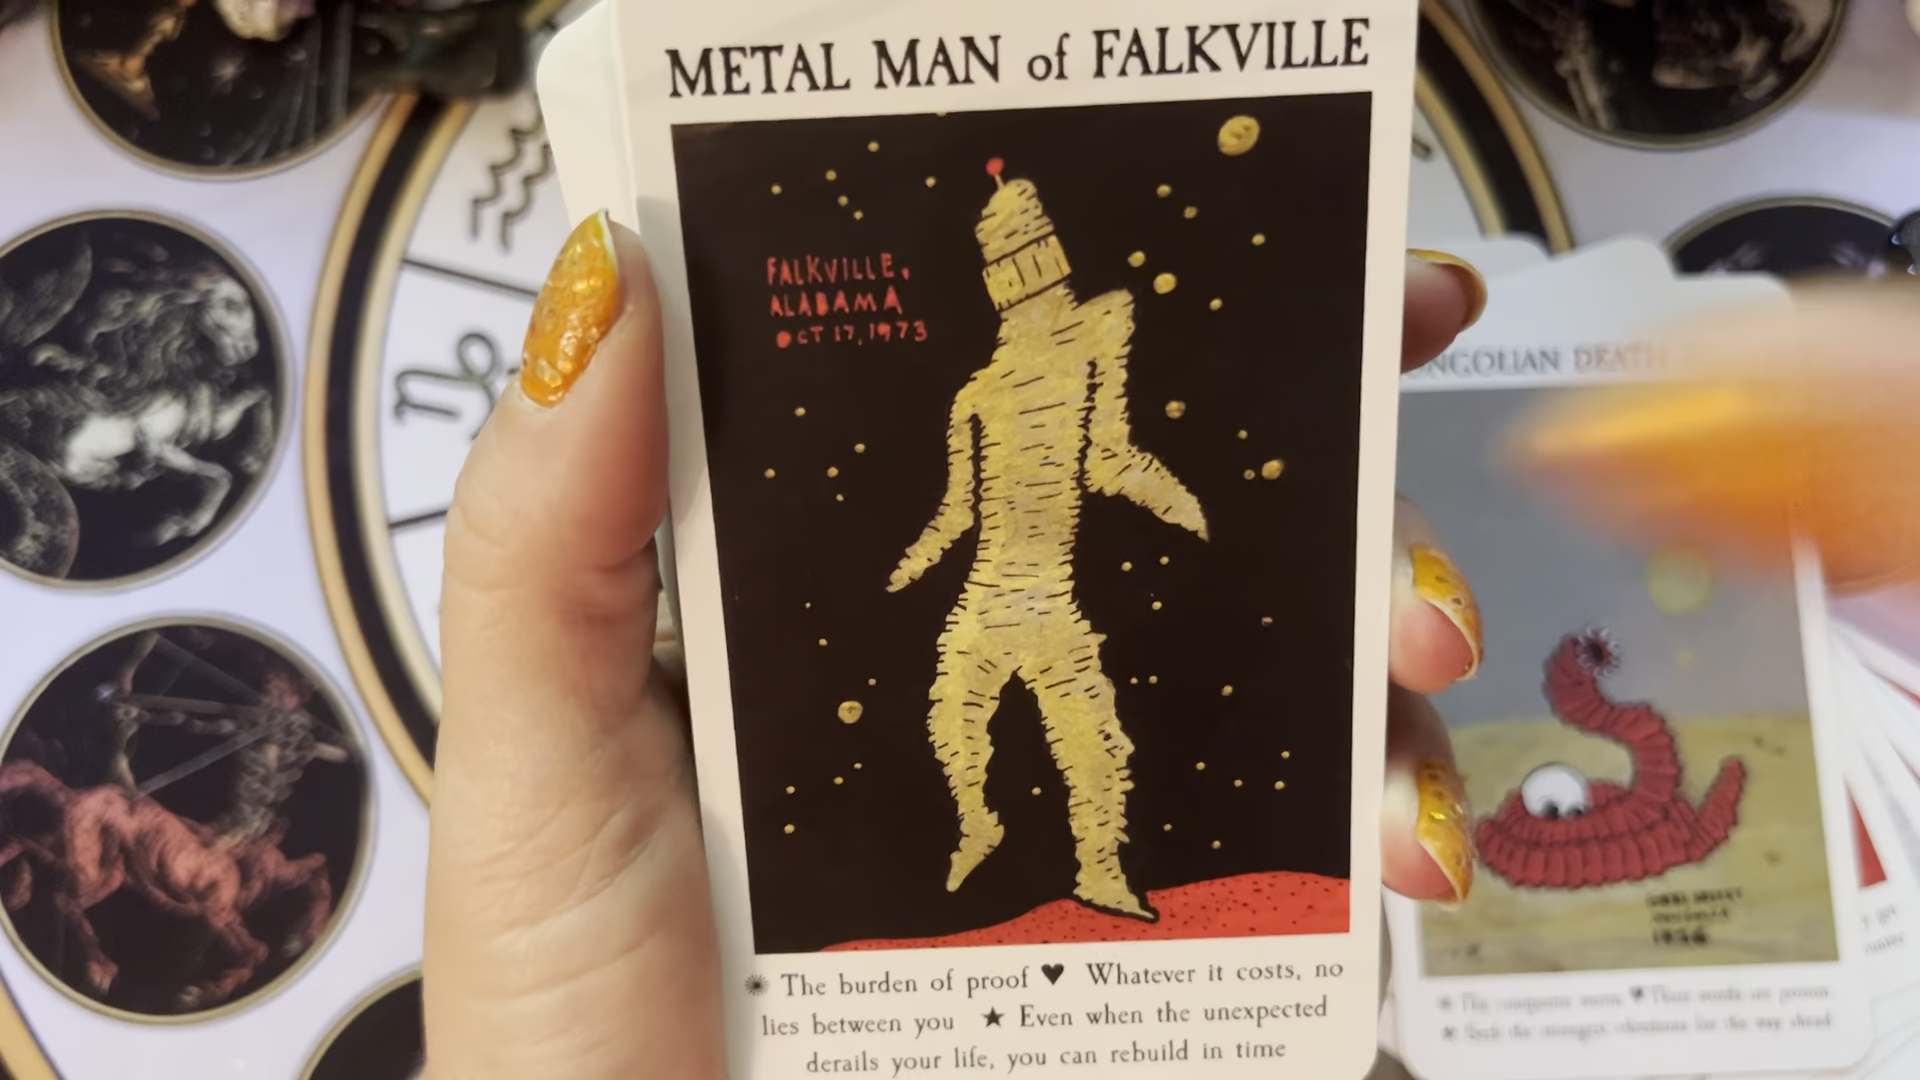 METAL MAN of FALKVILLE
FALKVILLE,
ALABAMA
OCT 17, 1973
✺ The burden of proof ♥ Whatever it costs, no
lies between you ★ Even when the unexpected
derails your life, you can rebuild in time
NGOLIAN DEATH
1926